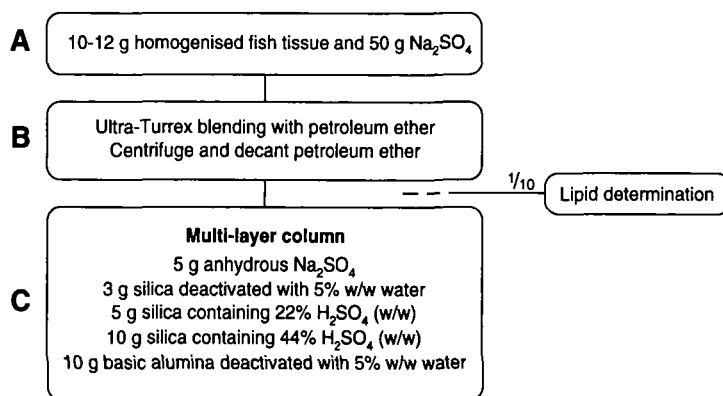 A
10-12 g homogenised fish tissue and 50 g Na₂SO₄
B
Ultra-Turrex blending with petroleum ether
Centrifuge and decant petroleum ether
1/10
Lipid determination
C
Multi-layer column
5 g anhydrous Na₂SO₄
3 g silica deactivated with 5% w/w water
5 g silica containing 22% H₂SO₄ (w/w)
10 g silica containing 44% H₂SO₄ (w/w)
10 g basic alumina deactivated with 5% w/w water